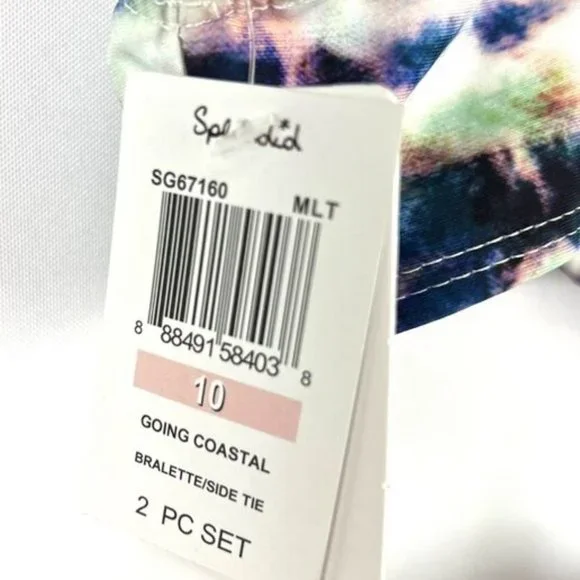 SG67160
MLT
8 88491 58403 8
10
GOING COASTAL
BRALETTE/SIDE TIE
2 PC SET